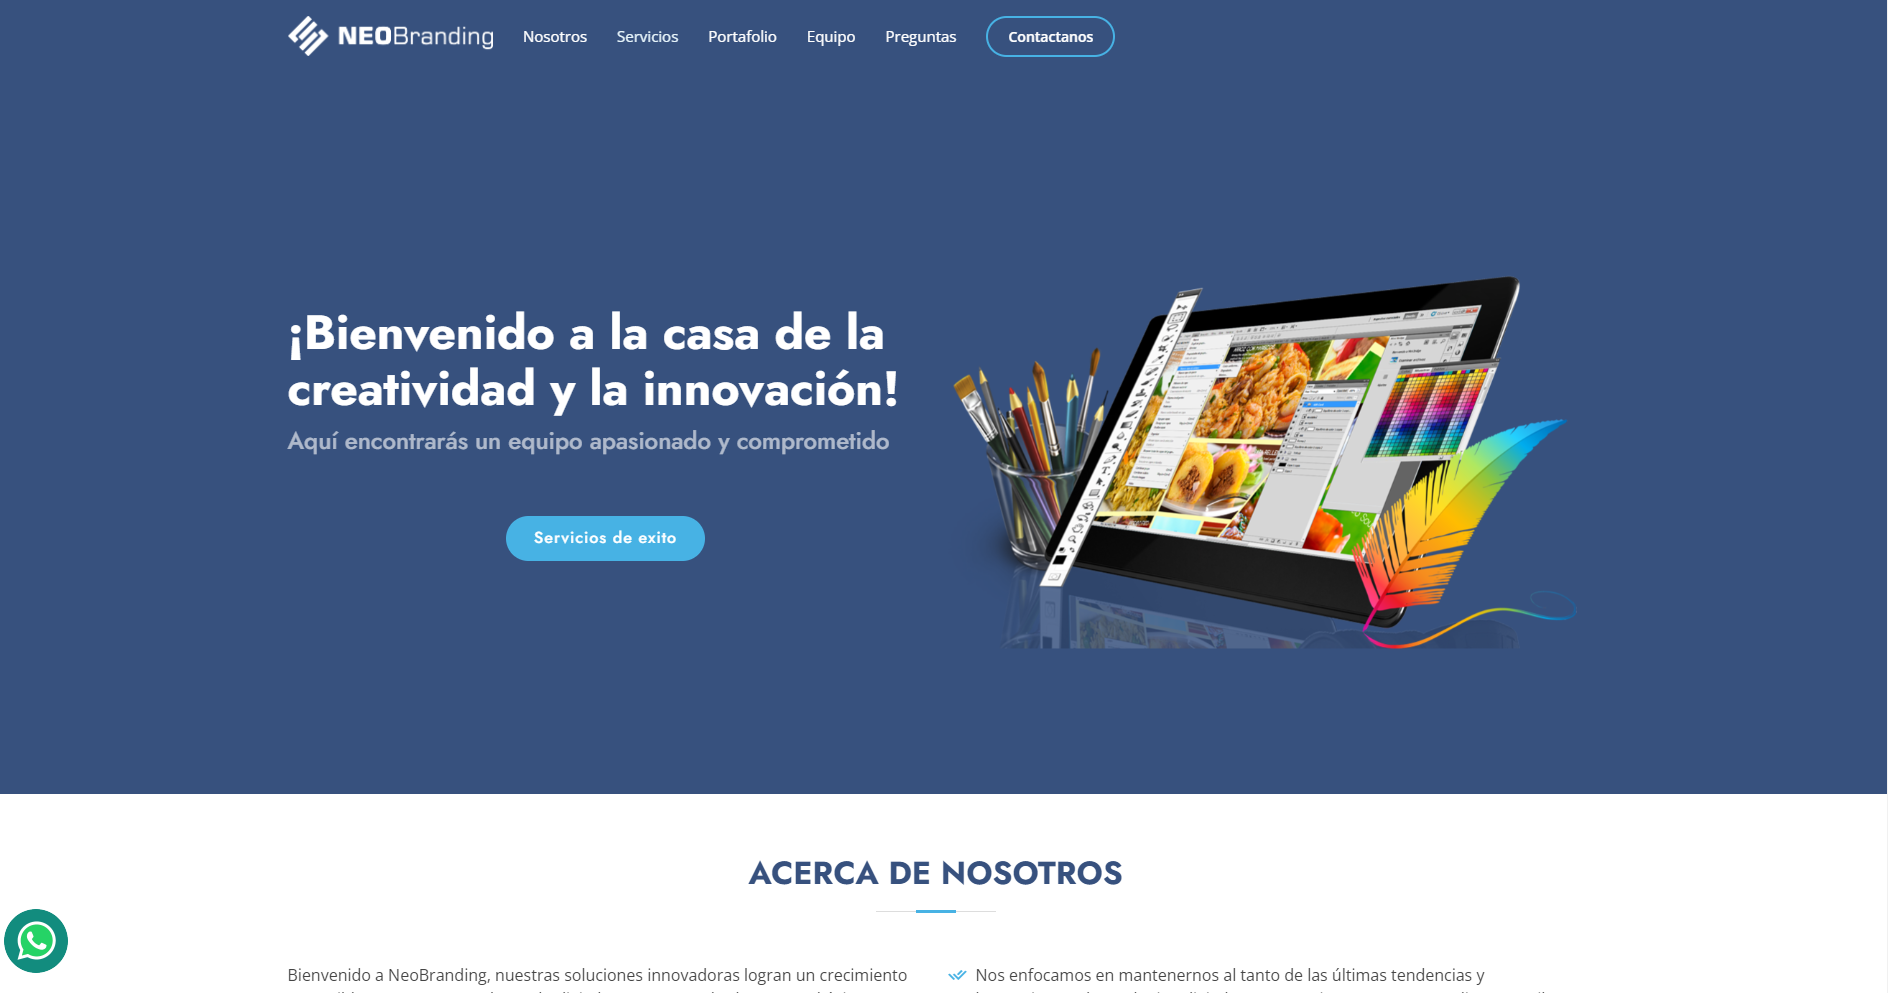 NEOBranding
Nosotros
Servicios
Portafolio
Equipo
Preguntas
Contactanos
¡Bienvenido a la casa de la
creatividad y la innovación!
Aquí encontrarás un equipo apasionado y comprometido
Servicios de exito
ACERCA DE NOSOTROS
Bienvenido a NeoBranding, nuestras soluciones innovadoras logran un crecimiento
Nos enfocamos en mantenernos al tanto de las últimas tendencias y